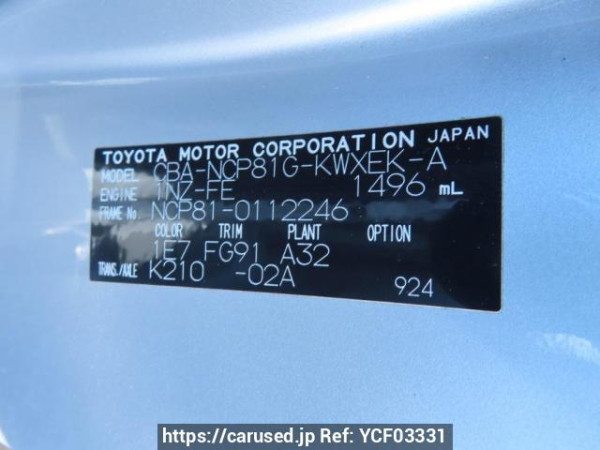 TOYOTA MOTOR CORPORATION JAPAN
MODEL CBA-NCP81G-KWXEK-A
ENGINE 1NZ-FE 1496 mL
FRAME No NCP81-0112246
COLOR TRIM PLANT OPTION
1E7 FG91 A32
TRANS./AXLE K210 -02A 924
https://carused.jp Ref: YCF03331